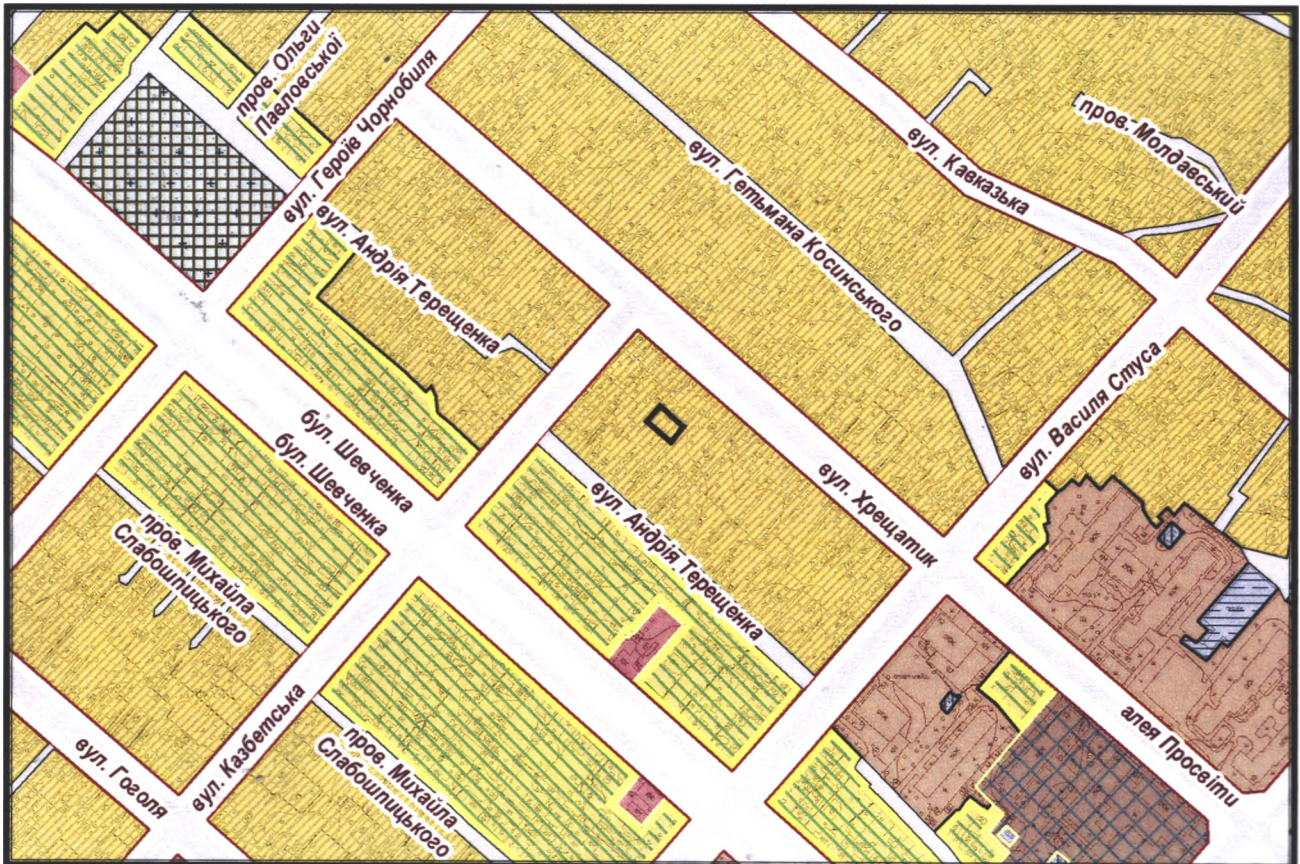 пров. Ольги
Павловської
вул. Героїв Чорнобиля
вул. Андрія Терещенка
вул. Гетьмана Косинського
вул. Кавказька
пров. Молдавський
вул. Василя Стуса
бул. Шевченка
бул. Шевченка
вул. Хрещатик
вул. Андрія Терещенка
пров. Михайла
Слабошпицького
вул. Казбетська
вул. Гоголя
пров. Михайла
Слабошпицького
алея Просвіти